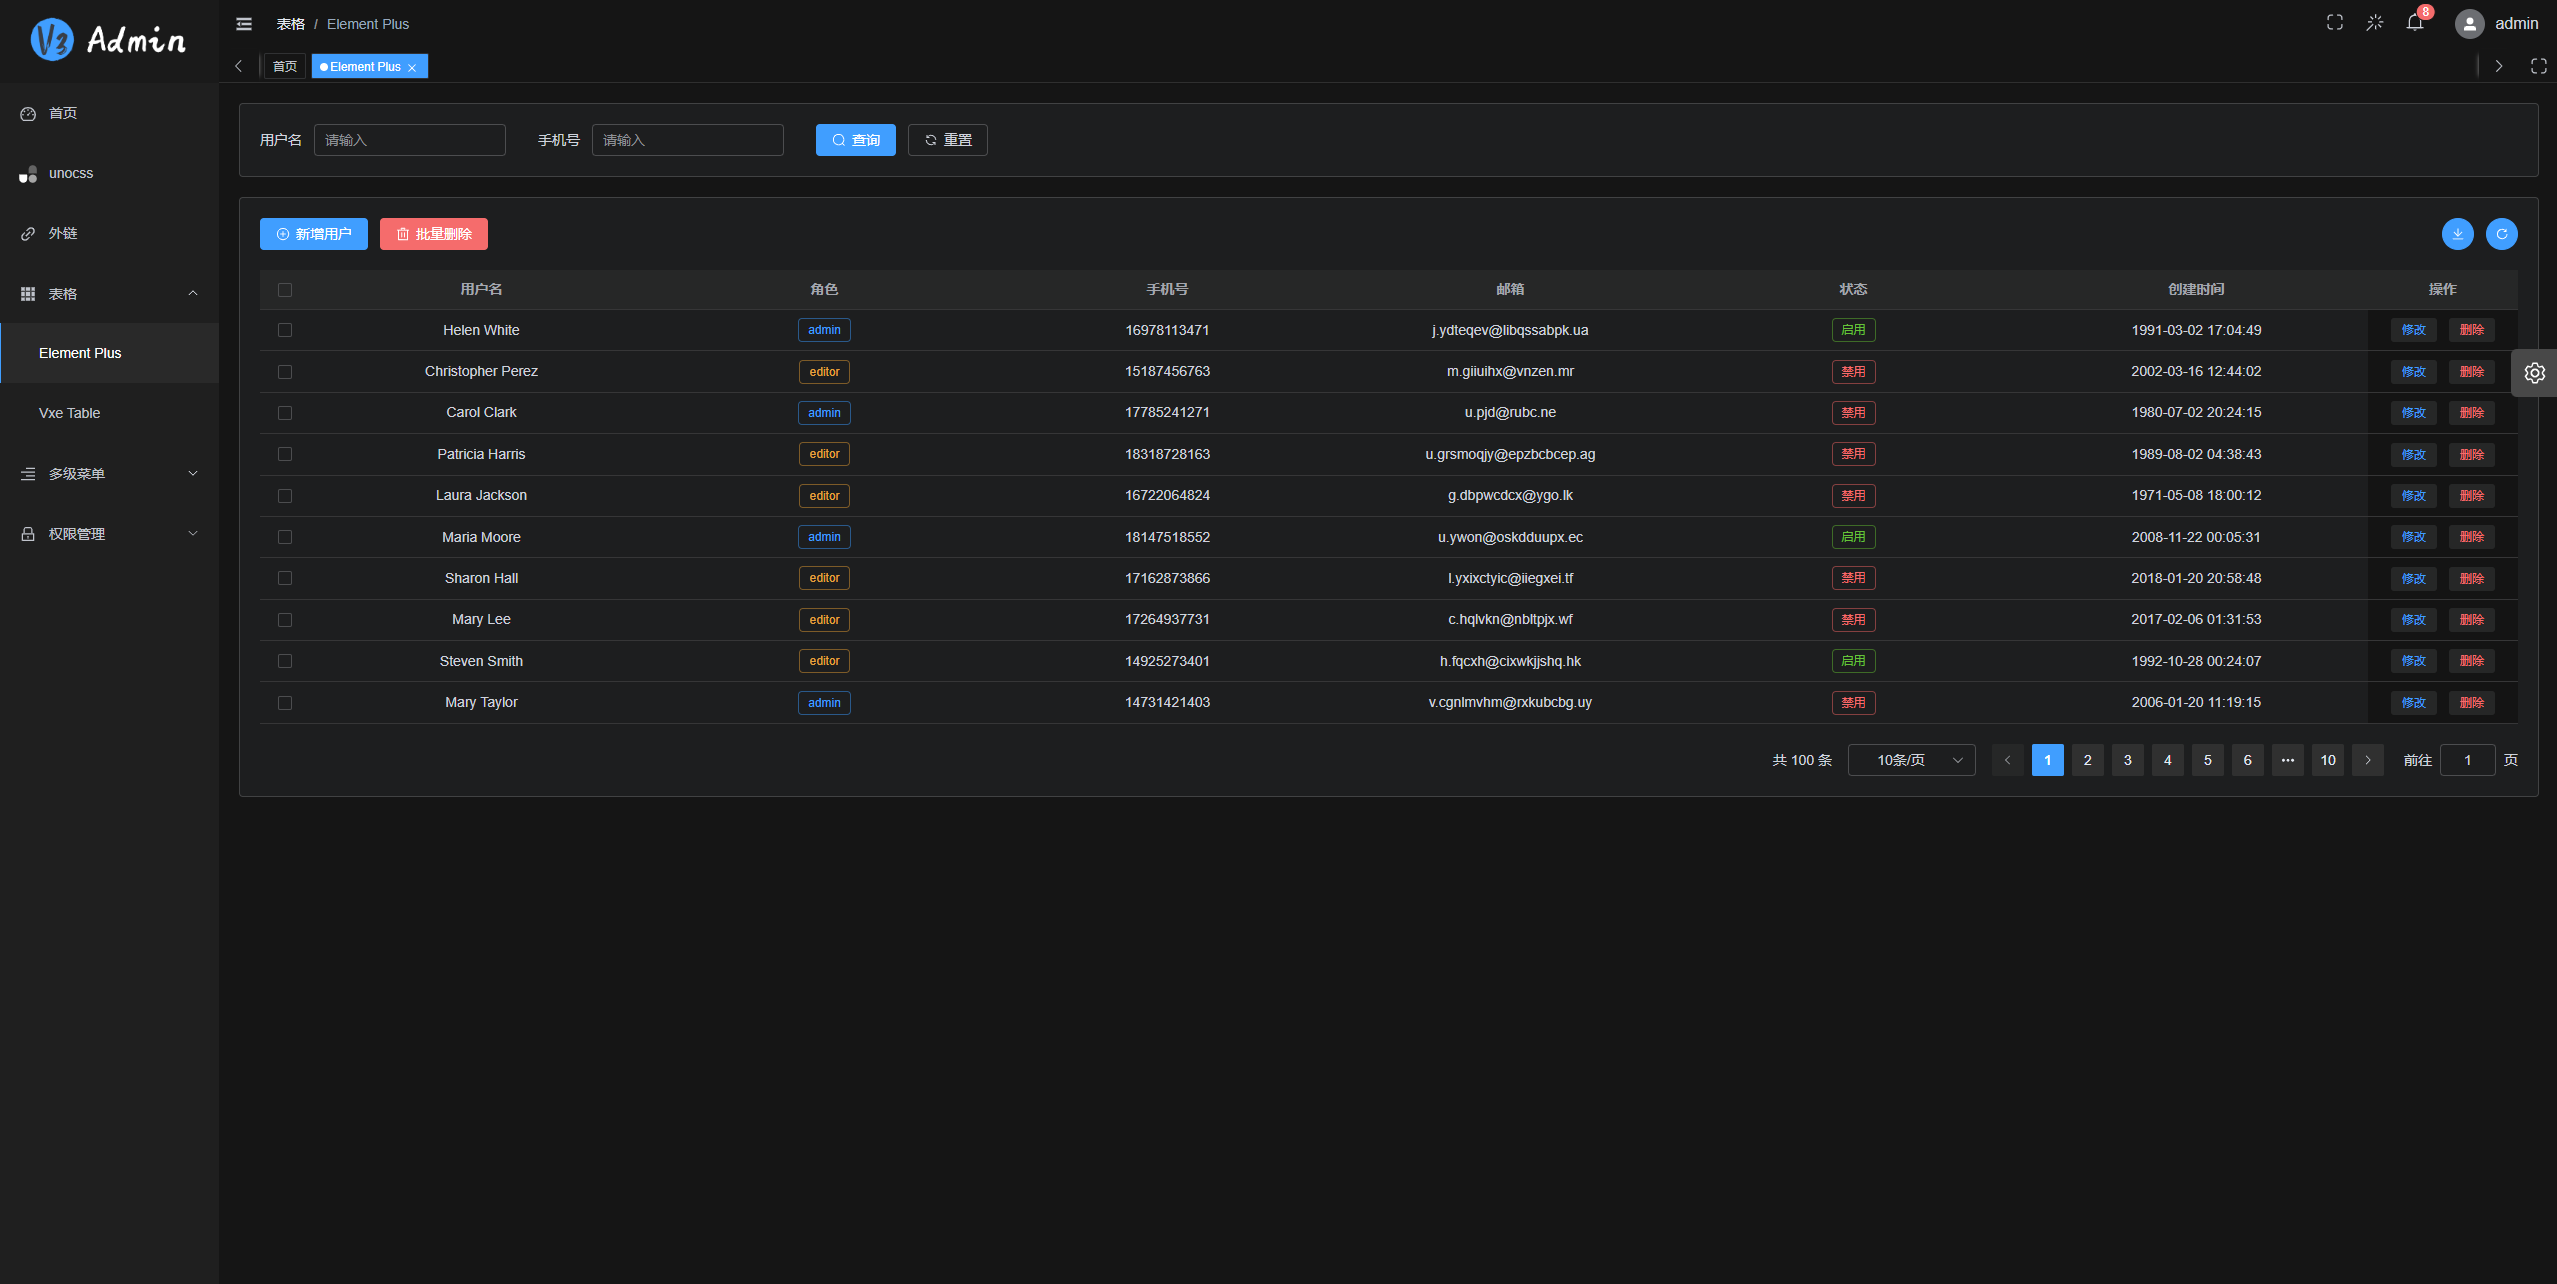 V3 Admin
表格 / Element Plus
8
admin
首页
Element Plus
首页
unocss
外链
表格
Element Plus
Vxe Table
多级菜单
权限管理
用户名 请输入 手机号 请输入 查询 重置
新增用户 批量删除
用户名 角色 手机号 邮箱 状态 创建时间 操作
Helen White admin 16978113471 j.ydteqev@libqssabpk.ua 启用 1991-03-02 17:04:49 修改 删除
Christopher Perez editor 15187456763 m.giiuihx@vnzen.mr 禁用 2002-03-16 12:44:02 修改 删除
Carol Clark admin 17785241271 u.pjd@rubc.ne 禁用 1980-07-02 20:24:15 修改 删除
Patricia Harris editor 18318728163 u.grsmoqjy@epzbcbcep.ag 禁用 1989-08-02 04:38:43 修改 删除
Laura Jackson editor 16722064824 g.dbpwcdcx@ygo.lk 禁用 1971-05-08 18:00:12 修改 删除
Maria Moore admin 18147518552 u.ywon@oskdduupx.ec 启用 2008-11-22 00:05:31 修改 删除
Sharon Hall editor 17162873866 l.yxixctyic@iiegxei.tf 禁用 2018-01-20 20:58:48 修改 删除
Mary Lee editor 17264937731 c.hqlvkn@nbltpjx.wf 禁用 2017-02-06 01:31:53 修改 删除
Steven Smith editor 14925273401 h.fqcxh@cixwkjjshq.hk 启用 1992-10-28 00:24:07 修改 删除
Mary Taylor admin 14731421403 v.cgnlmvhm@rxkubcbg.uy 禁用 2006-01-20 11:19:15 修改 删除
共 100 条 10条/页 1 2 3 4 5 6 ••• 10 前往 1 页